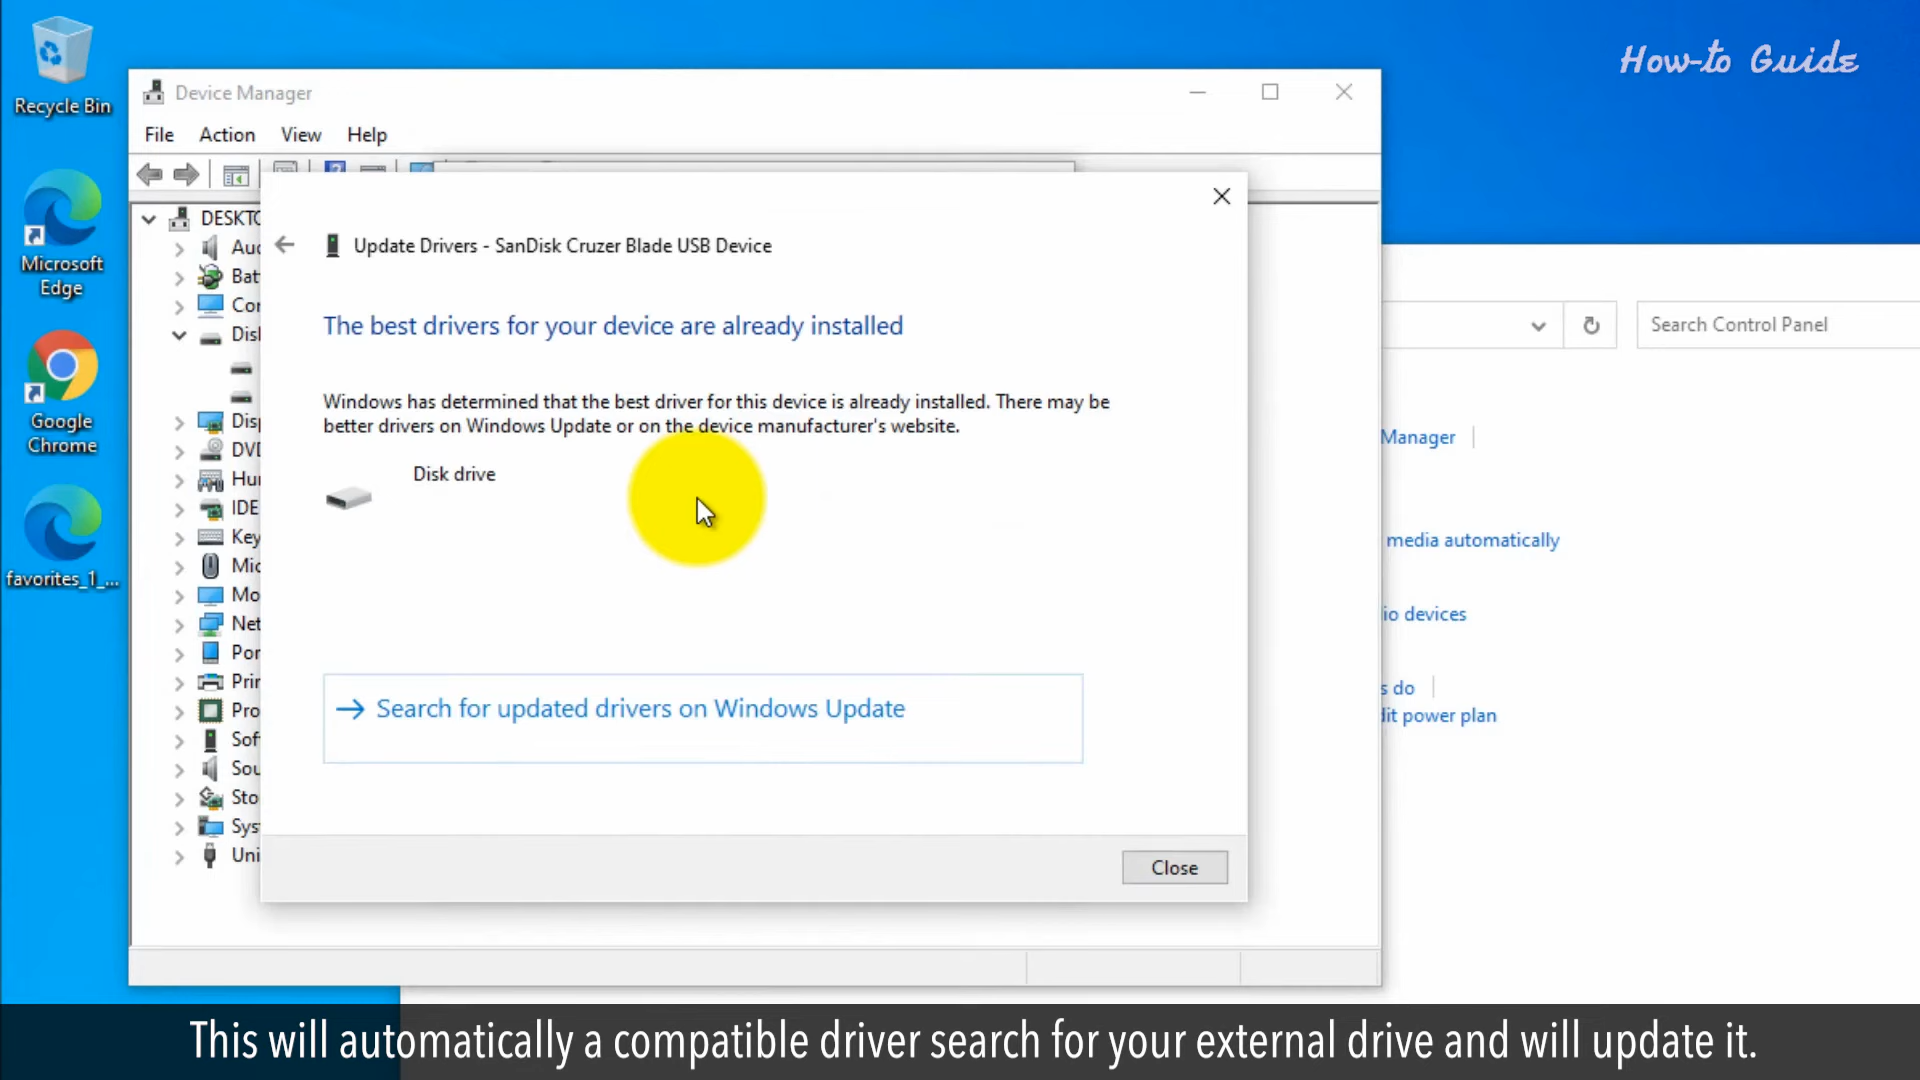 How-to Guide
Recycle Bin
Microsoft
Edge
Google
Chrome
favorites_1_...
Device Manager
File Action View Help
DESKTO
Auc
Bat
Cor
Disl
Disp
DVD
Hur
IDE
Key
Mic
Mo
Net
Por
Prir
Pro
Sof
Sou
Sto
Sys
Uni
Update Drivers - SanDisk Cruzer Blade USB Device
The best drivers for your device are already installed
Windows has determined that the best driver for this device is already installed. There may be
better drivers on Windows Update or on the device manufacturer's website.
Disk drive
Search for updated drivers on Windows Update
Close
Search Control Panel
Manager
media automatically
io devices
s do
dit power plan
This will automatically a compatible driver search for your external drive and will update it.